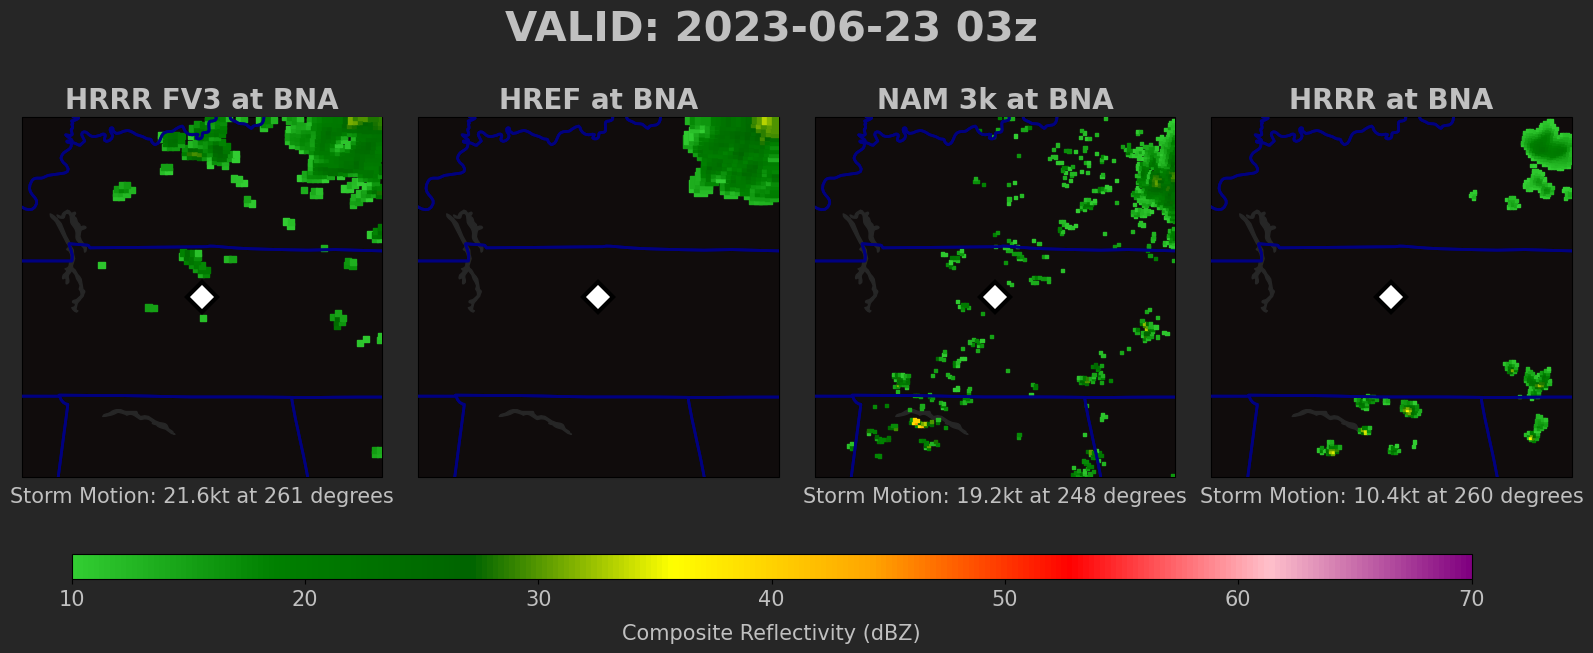 VALID: 2023-06-23 03z
HRRR FV3 at BNA
HREF at BNA
NAM 3k at BNA
HRRR at BNA
Storm Motion: 21.6kt at 261 degrees
Storm Motion: 19.2kt at 248 degrees
Storm Motion: 10.4kt at 260 degrees
10 20 30 40 50 60 70
Composite Reflectivity (dBZ)